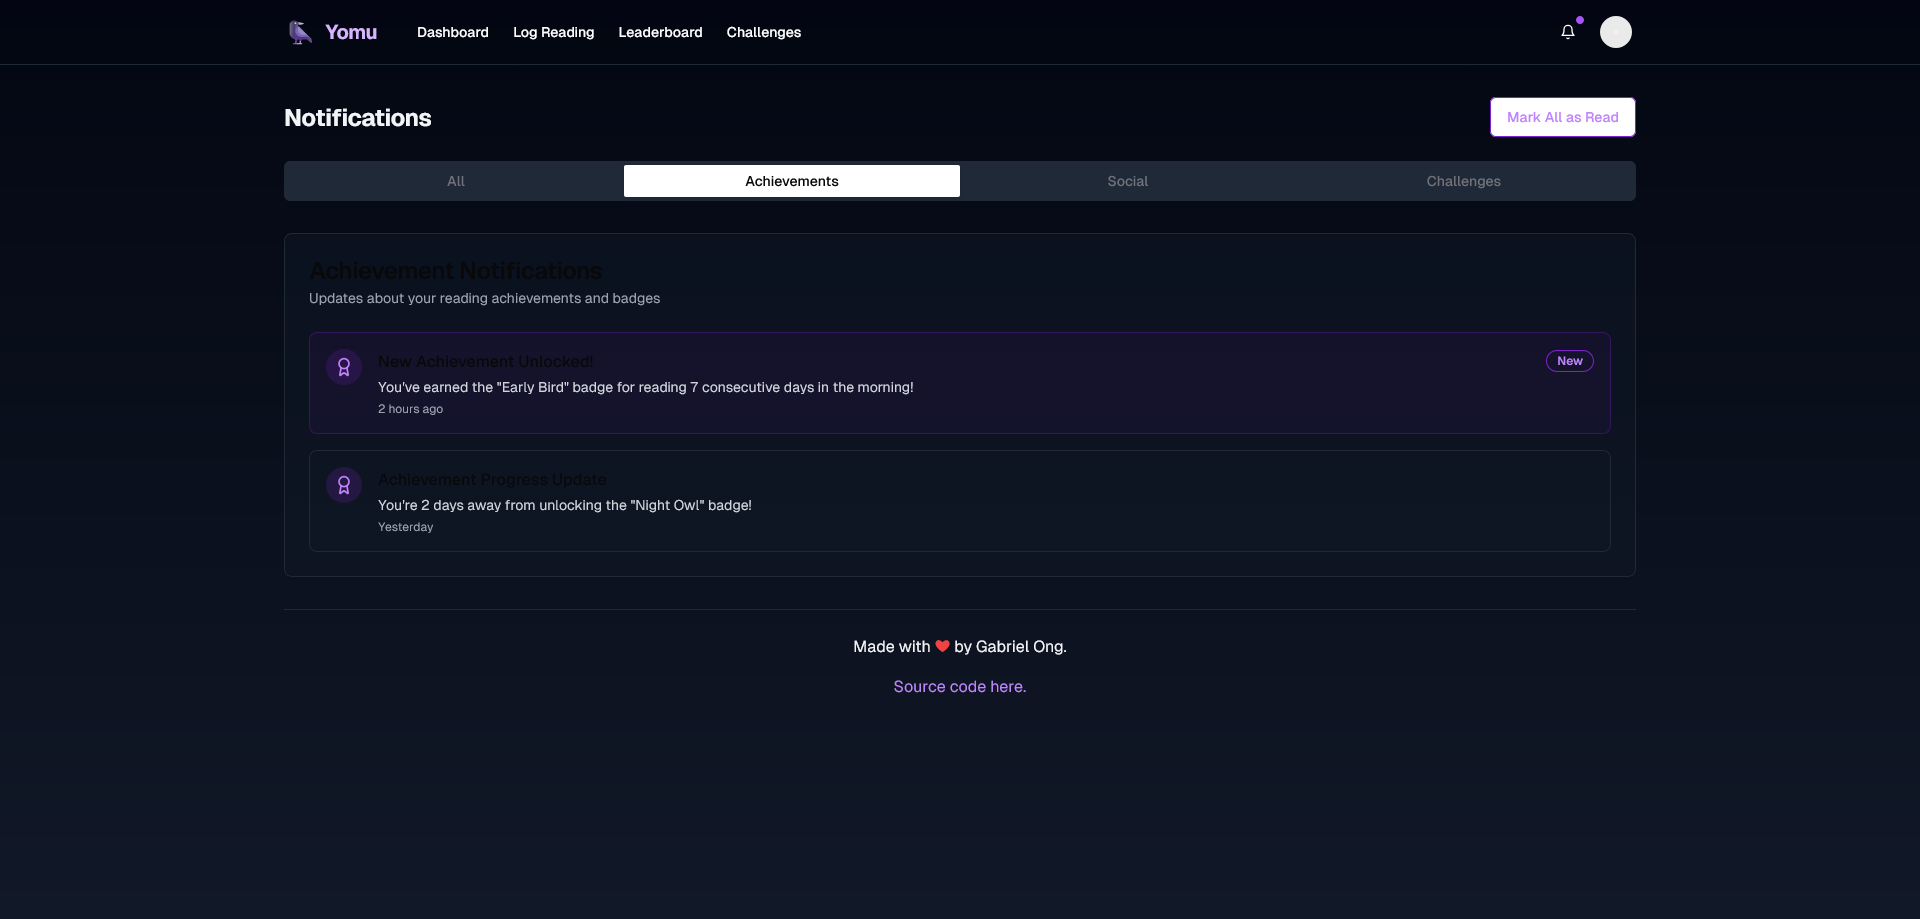 Yomu
Dashboard
Log Reading
Leaderboard
Challenges
Notifications
Mark All as Read
All
Achievements
Social
Challenges
Achievement Notifications
Updates about your reading achievements and badges
New Achievement Unlocked!
New
You've earned the "Early Bird" badge for reading 7 consecutive days in the morning!
2 hours ago
Achievement Progress Update
You're 2 days away from unlocking the "Night Owl" badge!
Yesterday
Made with ❤️ by Gabriel Ong.
Source code here.